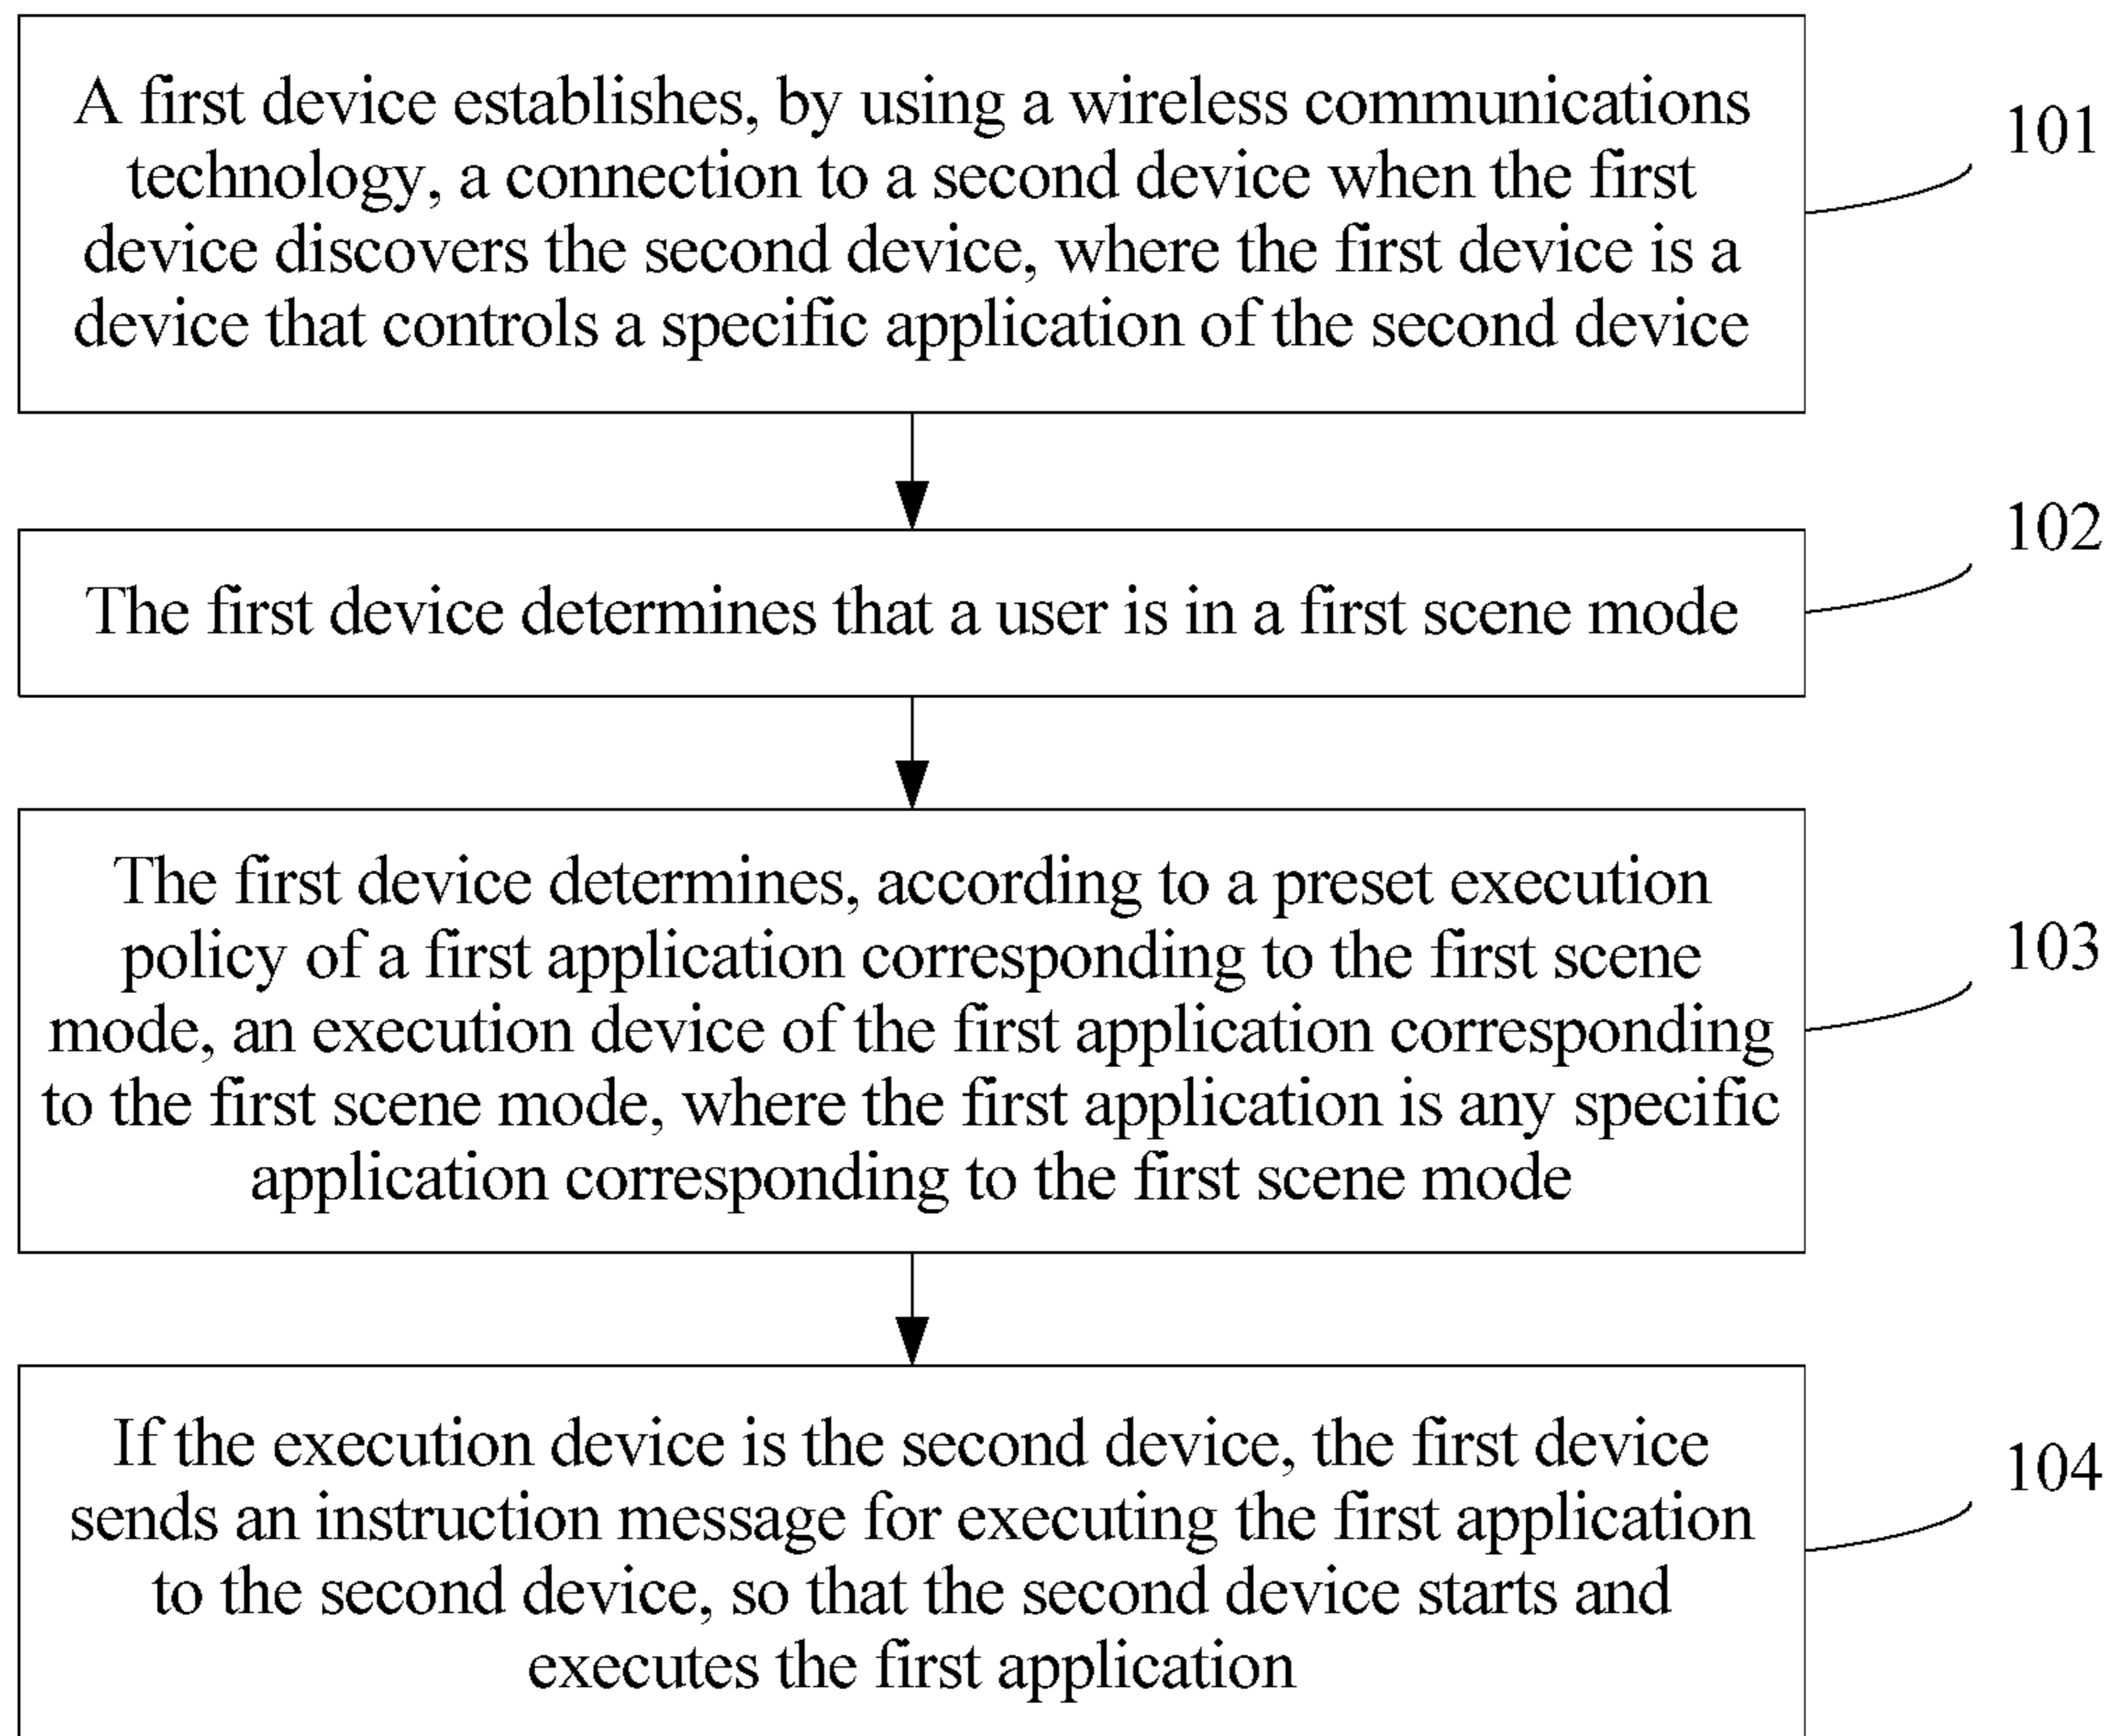 A first device establishes, by using a wireless communications
technology, a connection to a second device when the first
device discovers the second device, where the first device is a
device that controls a specific application of the second device
101
The first device determines that a user is in a first scene mode
102
The first device determines, according to a preset execution
policy of a first application corresponding to the first scene
mode, an execution device of the first application corresponding
to the first scene mode, where the first application is any specific
application corresponding to the first scene mode
103
If the execution device is the second device, the first device
sends an instruction message for executing the first application
to the second device, so that the second device starts and
executes the first application
104